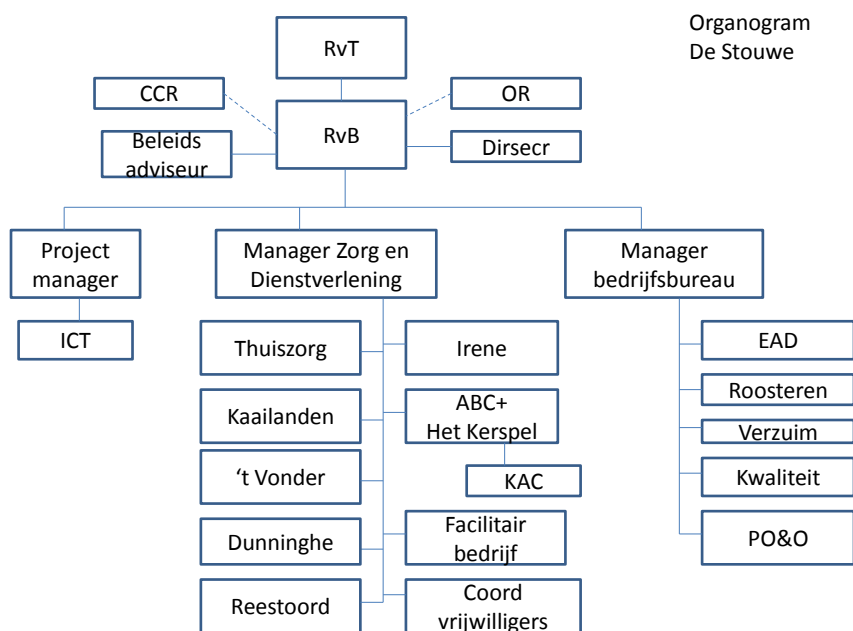 Organogram
De Stouwe
RvT
CCR
OR
RvB
Beleids
adviseur
Dirsecr
Project
manager
Manager Zorg en
Dienstverlening
Manager
bedrijfsbureau
ICT
Thuiszorg
Irene
EAD
Kaailanden
ABC+
Het Kerspel
Roosteren
Verzuim
‘t Vonder
KAC
Kwaliteit
Dunninghe
Facilitair
bedrijf
PO&O
Reestoord
Coord
vrijwilligers